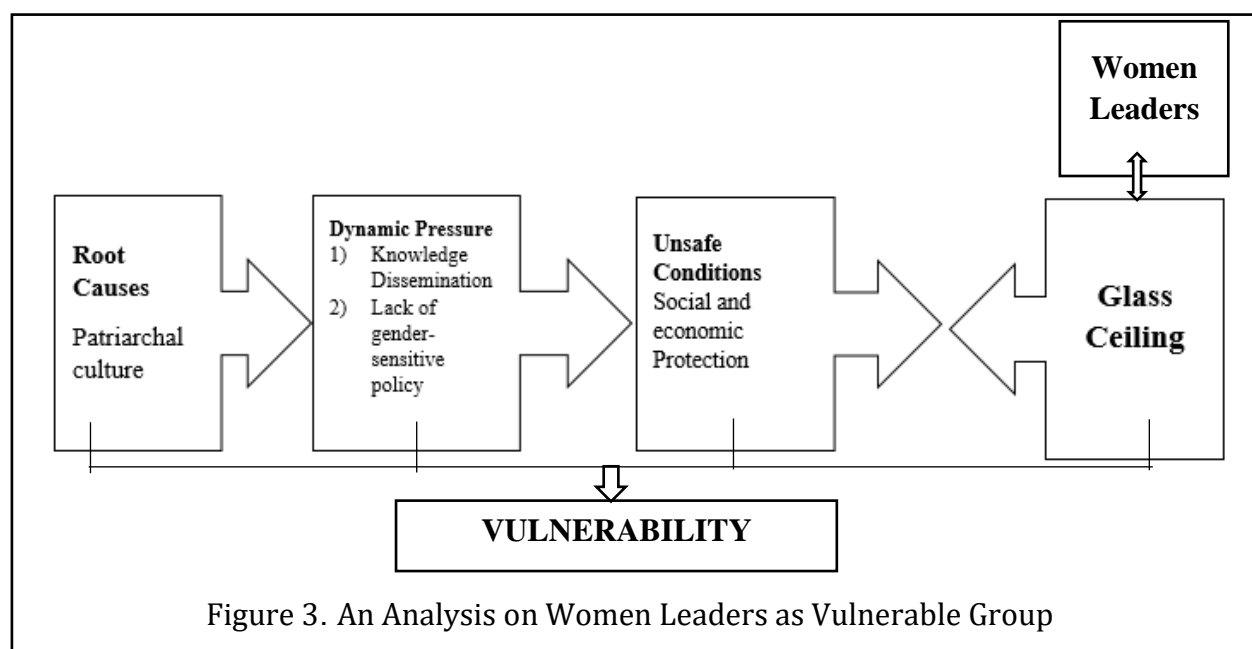 Women
Leaders
Root
Causes
Patriarchal
culture
Dynamic Pressure
1) Knowledge
Dissemination
2) Lack of
gender-
sensitive
policy
Unsafe
Conditions
Social and
economic
Protection
Glass
Ceiling
VULNERABILITY
Figure 3. An Analysis on Women Leaders as Vulnerable Group